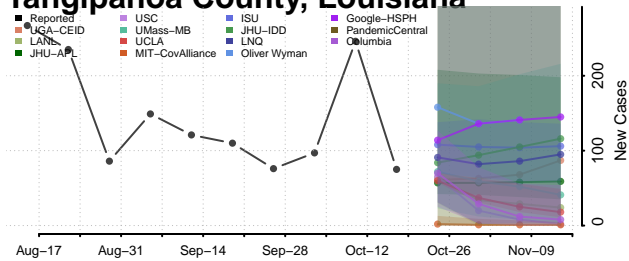 Tangipahoa County, Louisiana
Reported USC ISU Google−HSPH
UGA−CEID UMass−MB JHU−IDD PandemicCentral
LANL UCLA LNQ Columbia
JHU−APL MIT−CovAlliance Oliver Wyman
200
100
0
New Cases
Aug−17 Aug−31 Sep−14 Sep−28 Oct−12 Oct−26 Nov−09